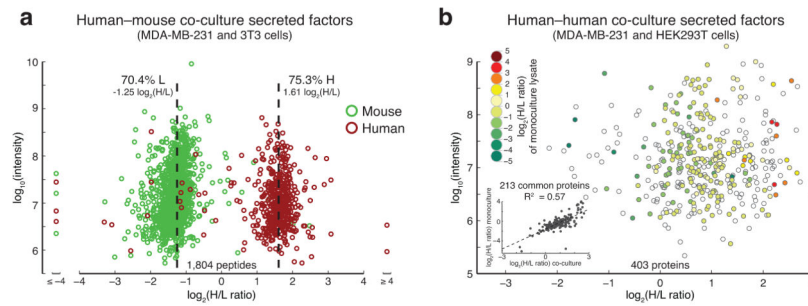 a
Human–mouse co-culture secreted factors
(MDA-MB-231 and 3T3 cells)
70.4% L
-1.25 log2(H/L)
75.3% H
1.61 log2(H/L)
Mouse
Human
log10(intensity)
10
9
8
7
6
1,804 peptides
≤ −4
−3
−2
−1
0
1
2
3
≥ 4
log2(H/L ratio)
b
Human–human co-culture secreted factors
(MDA-MB-231 and HEK293T cells)
5
4
3
2
1
0
−1
−2
−3
−4
−5
log2(H/L ratio)
of monoculture lysate
log10(intensity)
9
8
7
6
5
213 common proteins
R2 = 0.57
log2(H/L ratio) monoculture
4
0
−4
−3
1
5
log2(H/L ratio) co-culture
403 proteins
−3
−2
−1
0
1
2
log2(H/L ratio)